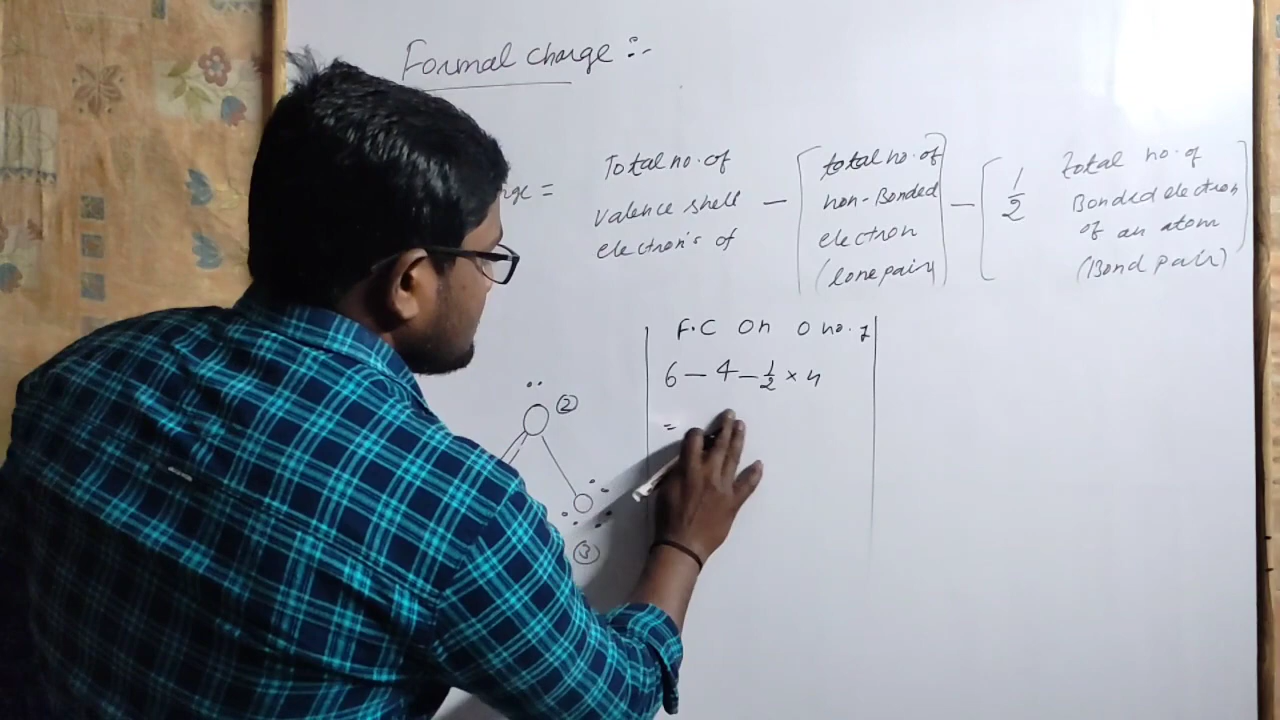 Formal charge :-
Total no. of
valence shell
electron's of
— [total no. of
non-Bonded
electron
(lone pair)]
— [1/2 Total no. of
Bonded electron
of an atom
(Bond pair)]
F.C On O no.
6 — 4 — 1/2 × 4
=
②
③